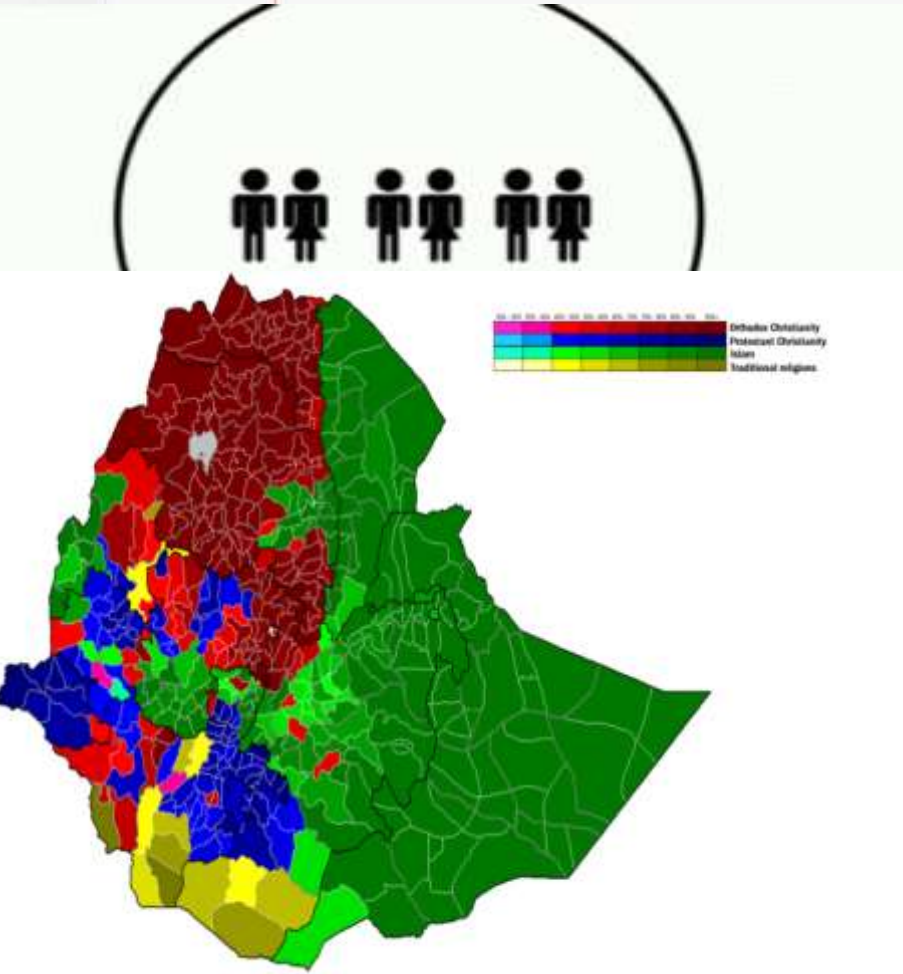 Orthodox Christianity
Protestant Christianity
Islam
Traditional religions